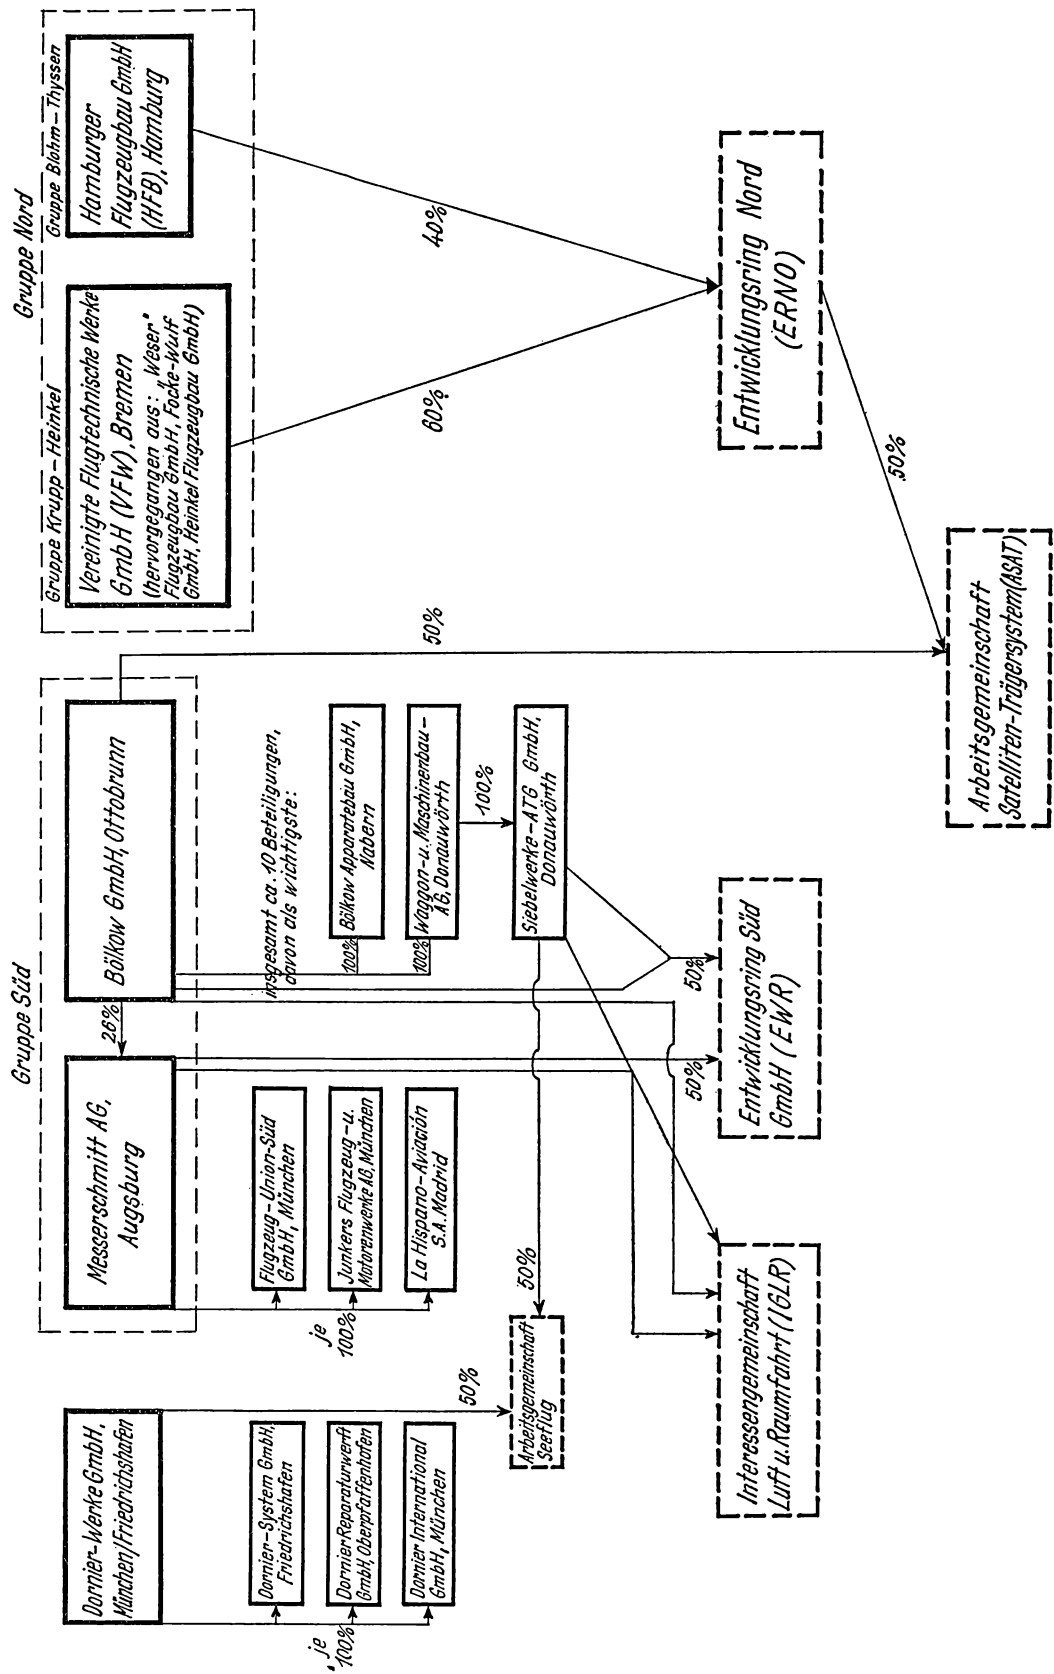 Gruppe Süd
Gruppe Nord
Gruppe Krupp-Heinkel
Gruppe Blohm-Thyssen
Dornier-Werke GmbH,
München/Friedrichshafen
je
100%
Dornier-System GmbH,
Friedrichshafen
Dornier Reparaturwerft
GmbH, Oberpfaffenhofen
Dornier International
GmbH, München
50%
Messerschmitt AG,
Augsburg
je
100%
Flugzeug-Union-Süd
GmbH, München
Junkers Flugzeug-u.
Motorenwerke AG, München
La Hispano-Aviación
S.A. Madrid
26%
Bölkow GmbH, Ottobrunn
insgesamt ca. 10 Beteiligungen,
davon als wichtigste:
100%
Bölkow Apparatebau GmbH,
Nabern
100%
Waggon-u. Maschinenbau-
AG, Donauwörth
100%
Siebelwerke-ATG GmbH,
Donauwörth
50%
50%
Vereinigte Flugtechnische Werke
GmbH (VFW), Bremen
(hervorgegangen aus: „Weser"
Flugzeugbau GmbH, Focke-Wulf
GmbH, Heinkel Flugzeugbau GmbH)
Hamburger
Flugzeugbau GmbH
(HFB), Hamburg
60%
40%
Arbeitsgemeinschaft
Seeflug
Interessengemeinschaft
Luft u. Raumfahrt (IGLR)
50%
50%
Entwicklungsring Süd
GmbH (EWR)
Entwicklungsring Nord
(ERNO)
50%
Arbeitsgemeinschaft
Satelliten-Trägersystem (ASAT)